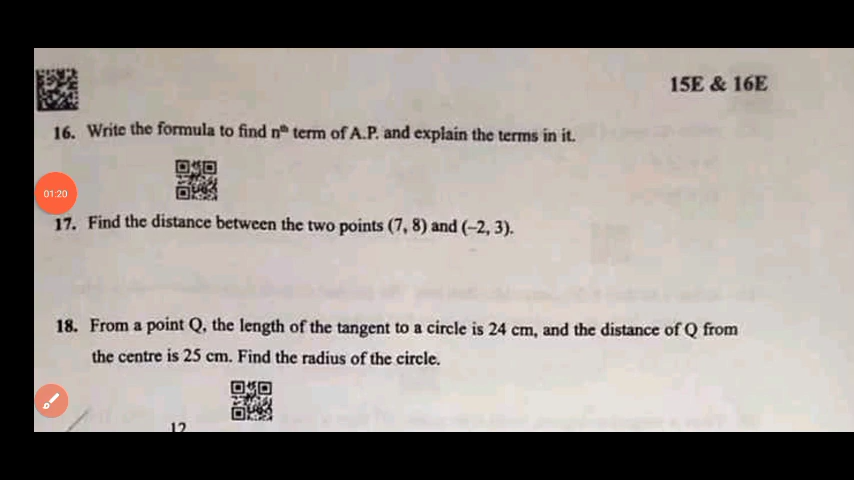 15E & 16E
16. Write the formula to find nth term of A.P. and explain the terms in it.
01:20
17. Find the distance between the two points (7, 8) and (–2, 3).
18. From a point Q, the length of the tangent to a circle is 24 cm, and the distance of Q from
the centre is 25 cm. Find the radius of the circle.
12